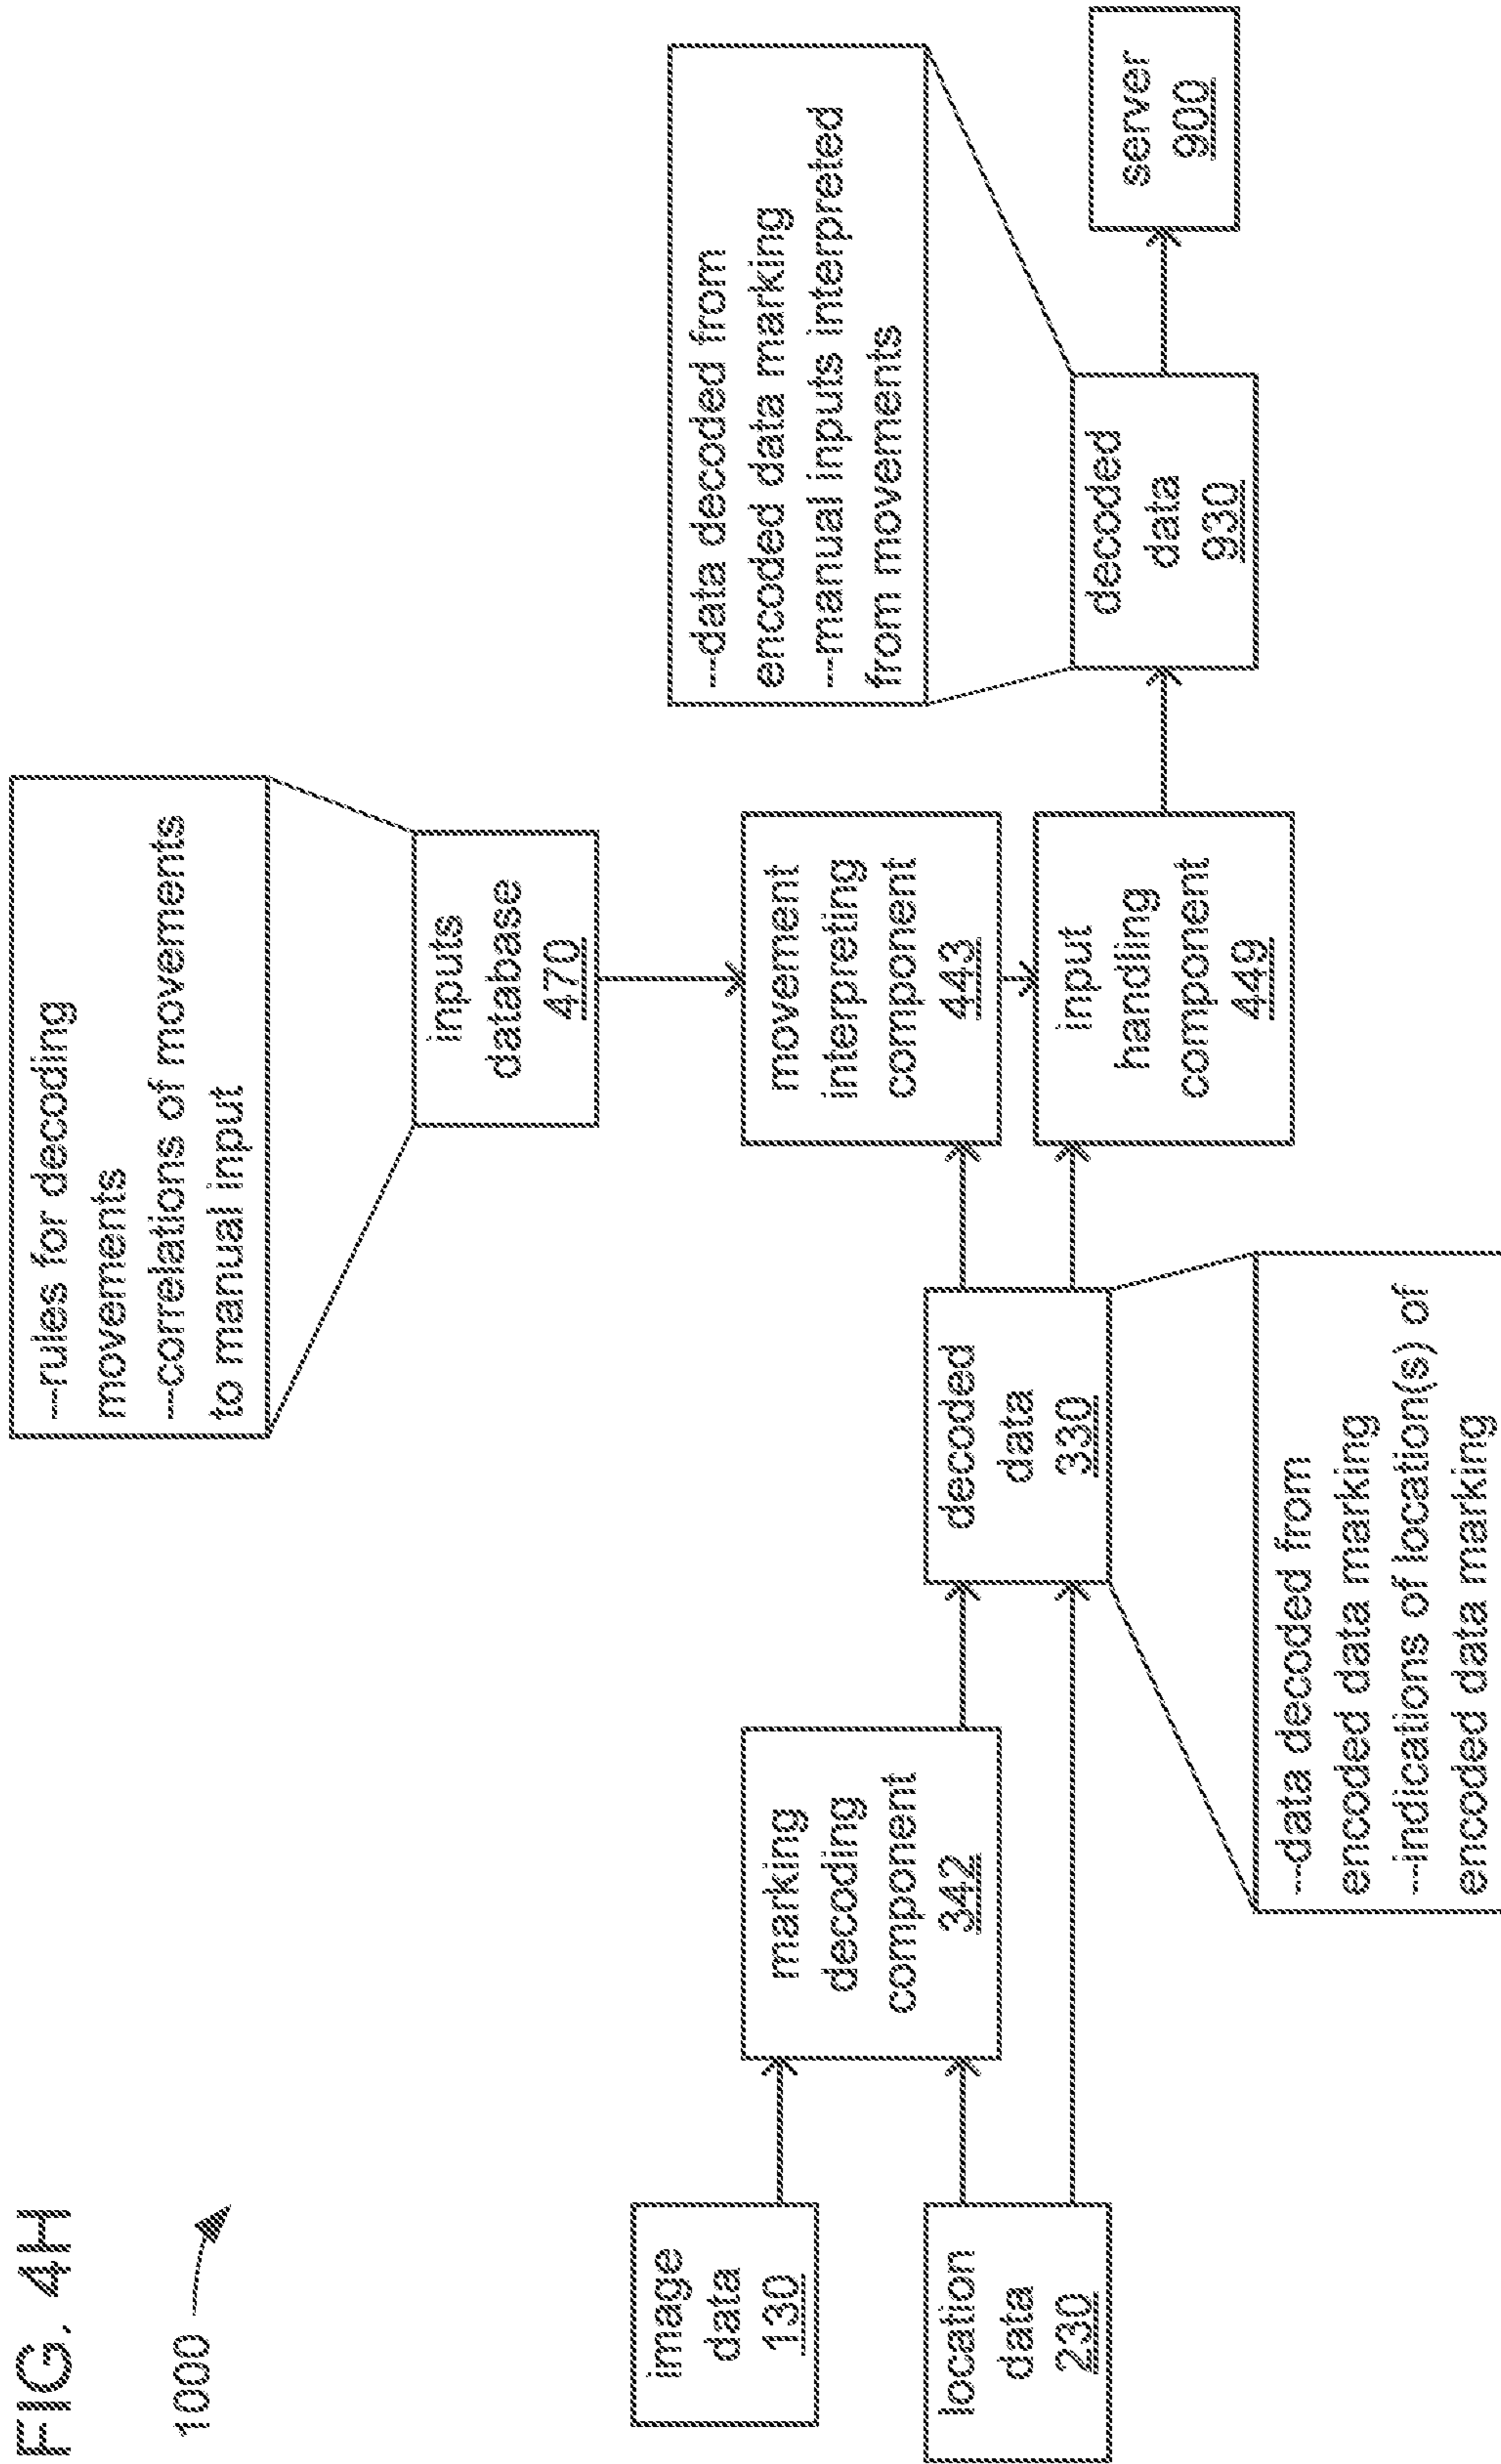 FIG. 4H
1000
--rules for decoding
movements
--correlations of movements
to manual input
inputs
database
470
image
data
130
location
data
230
marking
decoding
component
342
decoded
data
330
--data decoded from
encoded data marking
--indications of location(s) of
encoded data marking
movement
interpreting
component
443
input
handling
component
449
--data decoded from
encoded data marking
--manual inputs interpreted
from movements
decoded
data
930
server
900